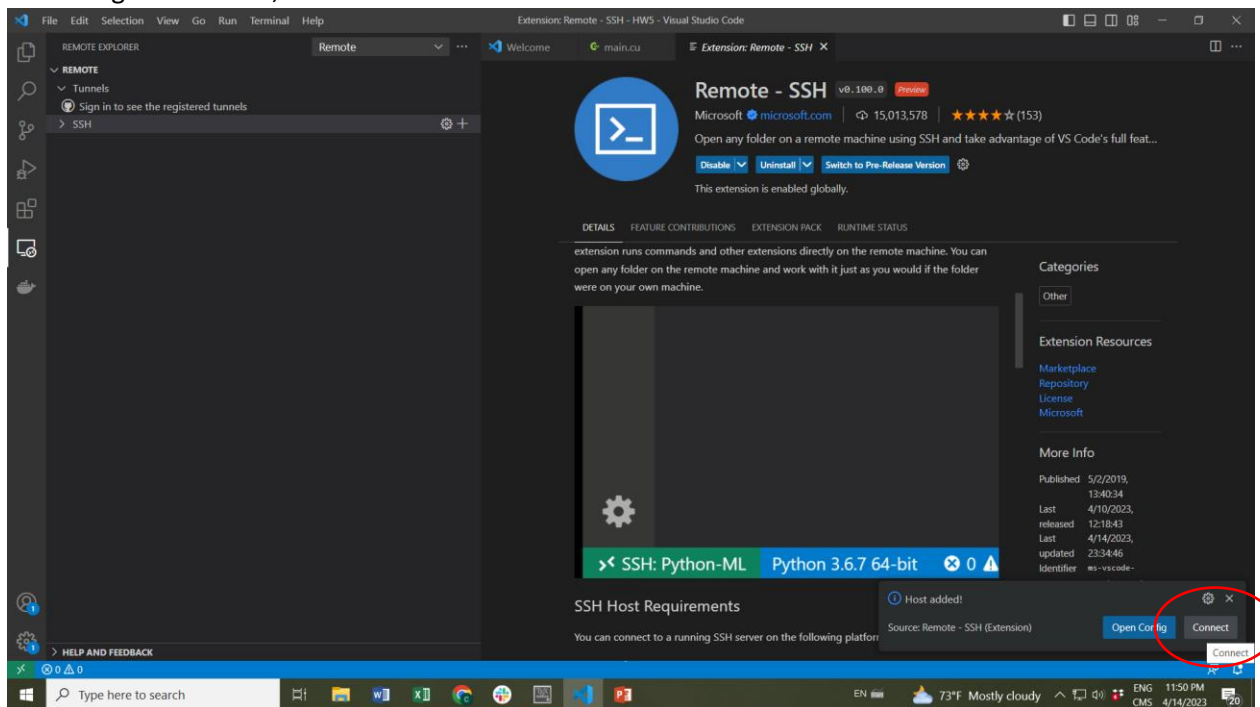 File Edit Selection View Go Run Terminal Help
Extension: Remote - SSH - HW5 - Visual Studio Code
REMOTE EXPLORER
Remote
REMOTE
Tunnels
Sign in to see the registered tunnels
SSH
HELP AND FEEDBACK
Welcome
main.cu
Extension: Remote - SSH
Remote - SSH v0.100.0 Preview
Microsoft microsoft.com 15,013,578 (153)
Open any folder on a remote machine using SSH and take advantage of VS Code's full feat...
Disable Uninstall Switch to Pre-Release Version
This extension is enabled globally.
DETAILS FEATURE CONTRIBUTIONS EXTENSION PACK RUNTIME STATUS
extension runs commands and other extensions directly on the remote machine. You can
open any folder on the remote machine and work with it just as you would if the folder
were on your own machine.
SSH: Python-ML Python 3.6.7 64-bit 0
SSH Host Requirements
You can connect to a running SSH server on the following platfor
Categories
Other
Extension Resources
Marketplace
Repository
License
Microsoft
More Info
Published 5/2/2019,
13:40:34
Last 4/10/2023,
released 12:18:43
Last 4/14/2023,
updated 23:34:46
Identifier ms-vscode-
Host added!
Source: Remote - SSH (Extension)
Open Config
Connect
Connect
0 0
Type here to search
EN
73°F Mostly cloudy
ENG 11:50 PM
CMS 4/14/2023
20